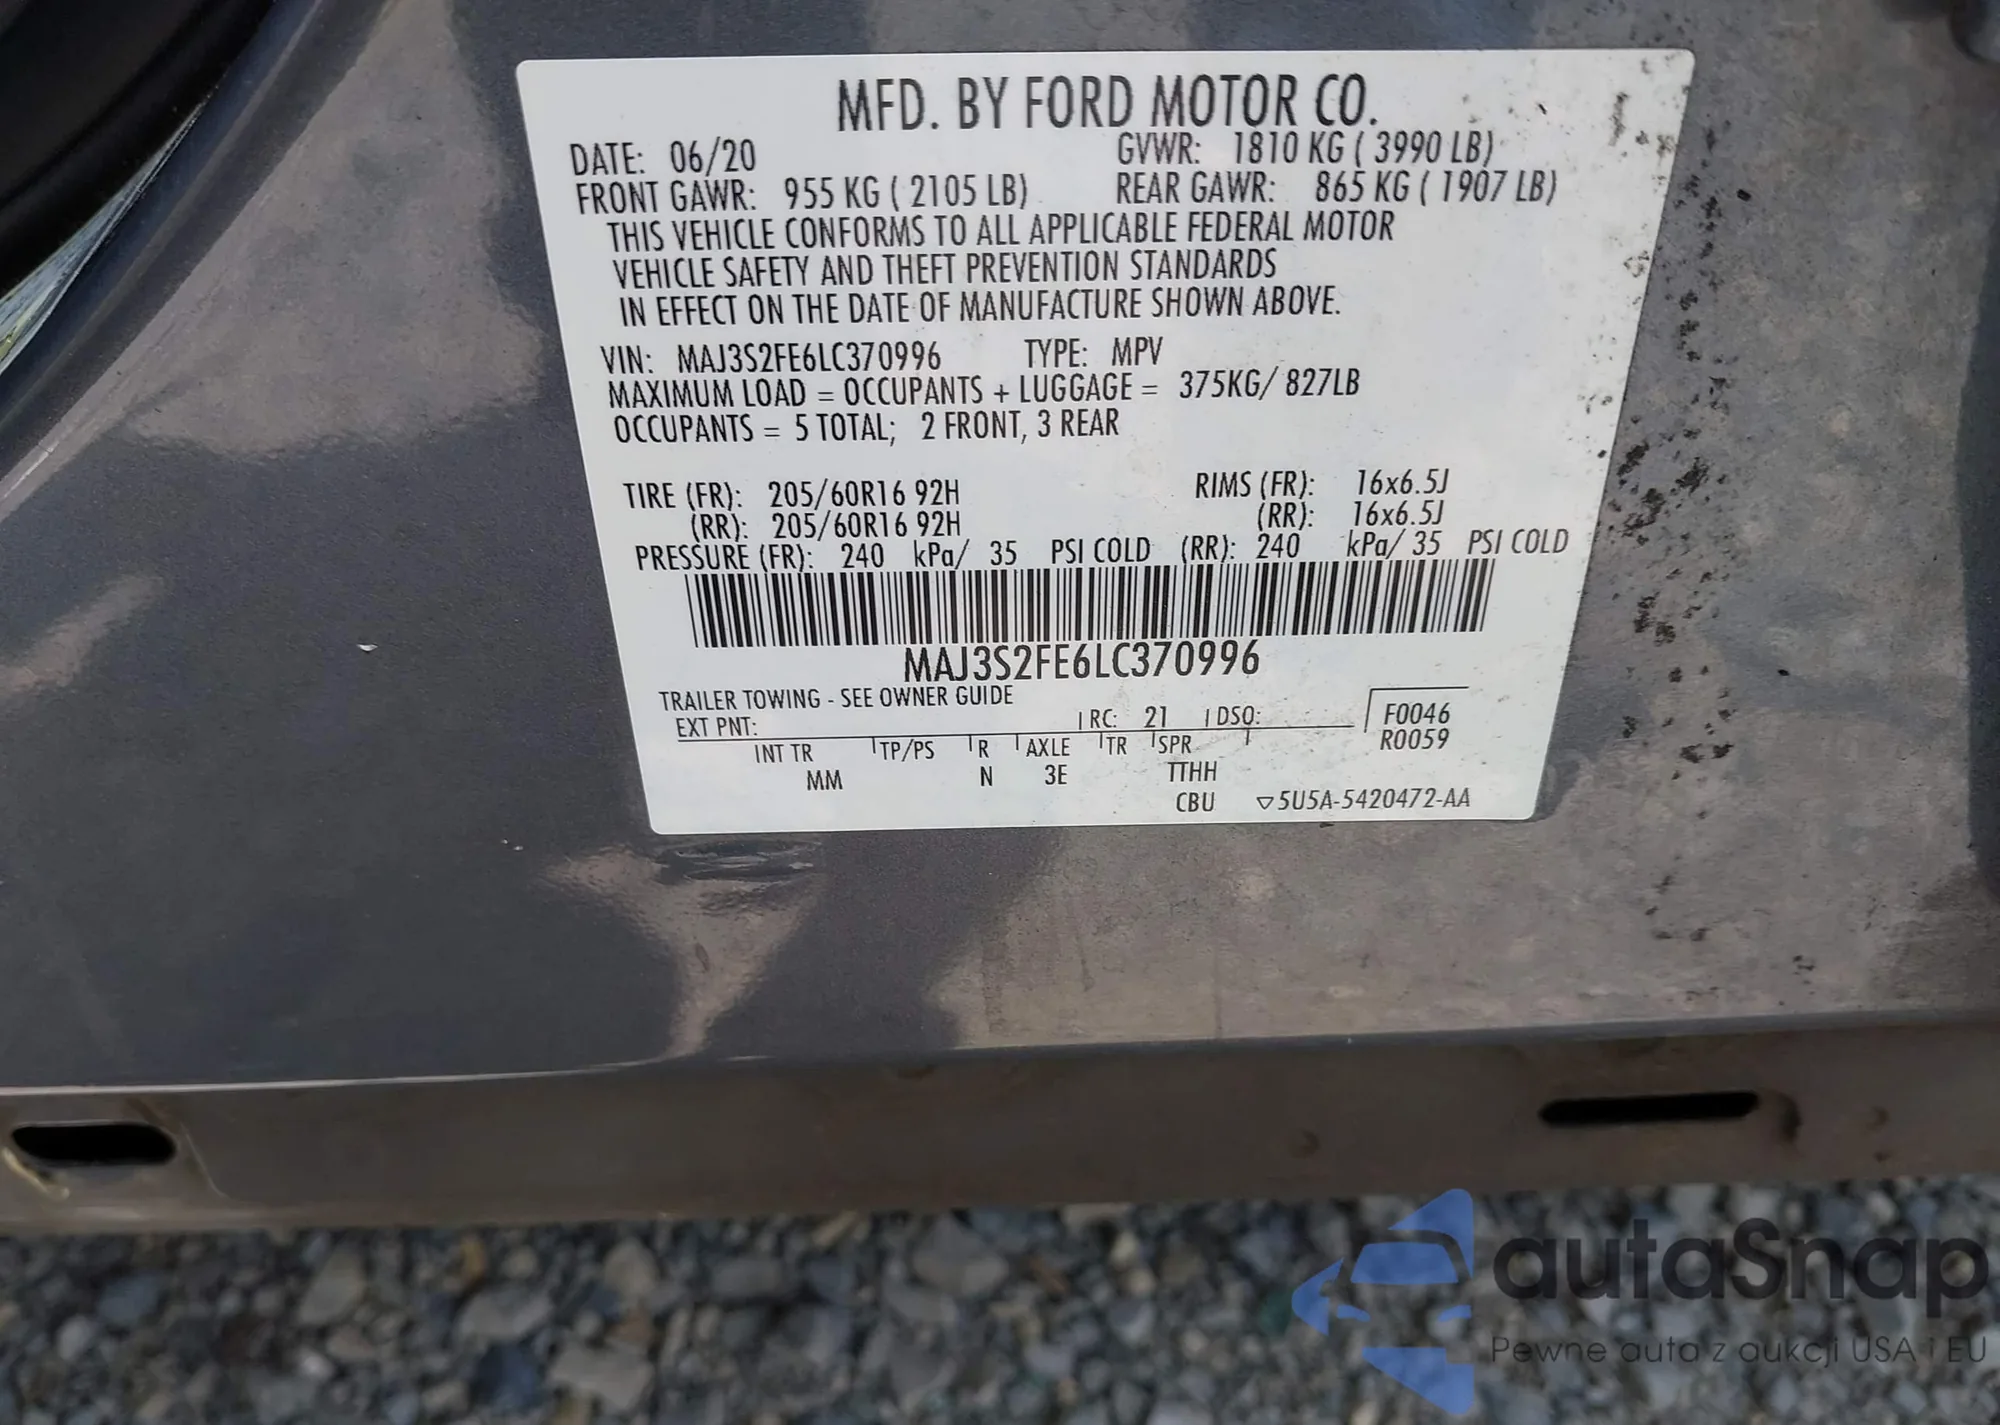 MFD. BY FORD MOTOR CO.
DATE: 06/20 GVWR: 1810 KG ( 3990 LB)
FRONT GAWR: 955 KG ( 2105 LB) REAR GAWR: 865 KG ( 1907 LB)
THIS VEHICLE CONFORMS TO ALL APPLICABLE FEDERAL MOTOR
VEHICLE SAFETY AND THEFT PREVENTION STANDARDS
IN EFFECT ON THE DATE OF MANUFACTURE SHOWN ABOVE.
VIN: MAJ3S2FE6LC370996 TYPE: MPV
MAXIMUM LOAD = OCCUPANTS + LUGGAGE = 375KG/ 827LB
OCCUPANTS = 5 TOTAL; 2 FRONT, 3 REAR
TIRE (FR): 205/60R16 92H RIMS (FR): 16x6.5J
(RR): 205/60R16 92H (RR): 16x6.5J
PRESSURE (FR): 240 kPa/ 35 PSI COLD (RR): 240 kPa/ 35 PSI COLD
MAJ3S2FE6LC370996
TRAILER TOWING - SEE OWNER GUIDE
EXT PNT: RC: 21 DSO: F0046
R0059
INT TR TP/PS R AXLE TR SPR
MM N 3E TTHH
CBU ▽5U5A-5420472-AA
autaSnap
Pewne auta z aukcji USA i EU